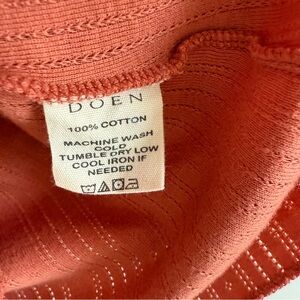 DOEN
100% COTTON
MACHINE WASH
COLD
TUMBLE DRY LOW
COOL IRON IF
NEEDED